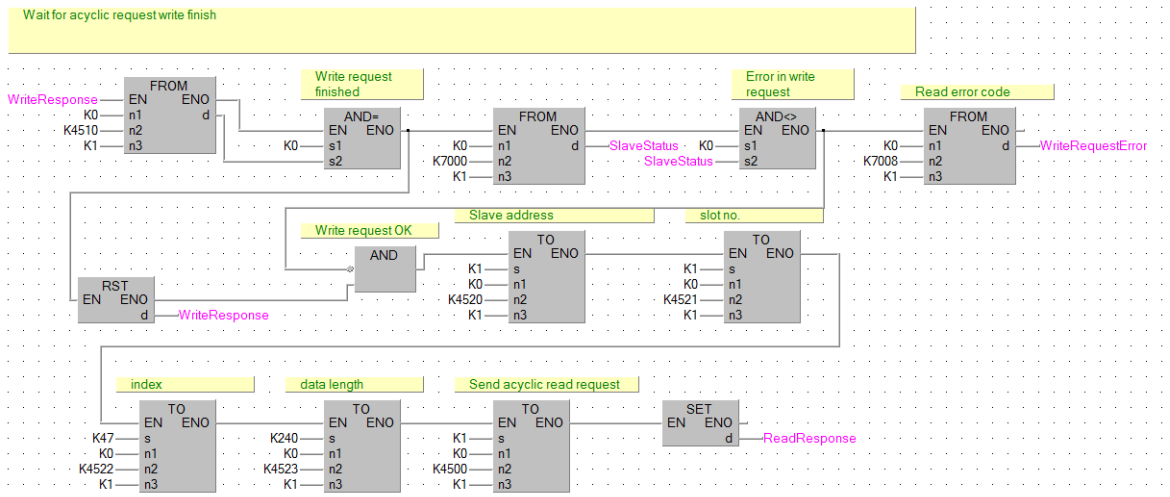 Wait for acyclic request write finish
Write request
finished
Error in write
request
Read error code
FROM
WriteResponse EN ENO
K0 n1 d
K4510 n2
K1 n3
AND=
EN ENO
K0 s1
s2
FROM
EN ENO
K0 n1 d SlaveStatus
K7000 n2
K1 n3
AND<>
EN ENO
K0 s1
SlaveStatus s2
FROM
EN ENO
K0 n1 d WriteRequestError
K7008 n2
K1 n3
Slave address
slot no.
Write request OK
RST
EN ENO
d WriteResponse
AND
TO
EN ENO
K1 s
K0 n1
K4520 n2
K1 n3
TO
EN ENO
K1 s
K0 n1
K4521 n2
K1 n3
index
data length
Send acyclic read request
TO
EN ENO
K47 s
K0 n1
K4522 n2
K1 n3
TO
EN ENO
K240 s
K0 n1
K4523 n2
K1 n3
TO
EN ENO
K1 s
K0 n1
K4500 n2
K1 n3
SET
EN ENO
d ReadResponse